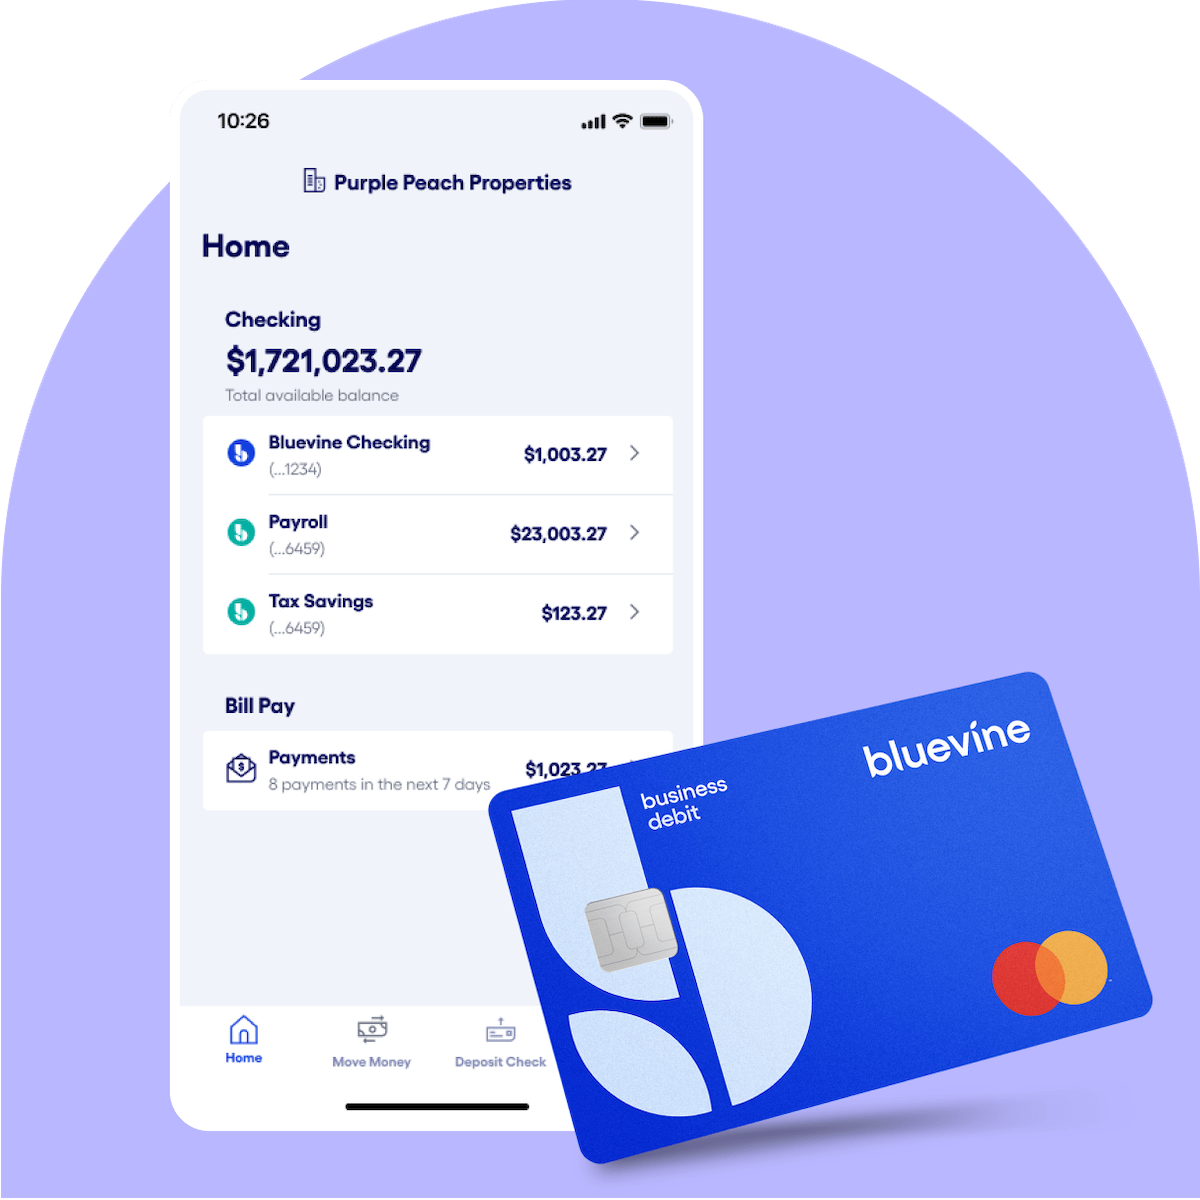 10:26
Purple Peach Properties
Home
Checking
$1,721,023.27
Total available balance
Bluevine Checking
$1,003.27
(...1234)
Payroll
$23,003.27
(...6459)
Tax Savings
$123.27
(...6459)
Bill Pay
Payments
$1,023.27
8 payments in the next 7 days
bluevine
business
debit
Home
Move Money
Deposit Check